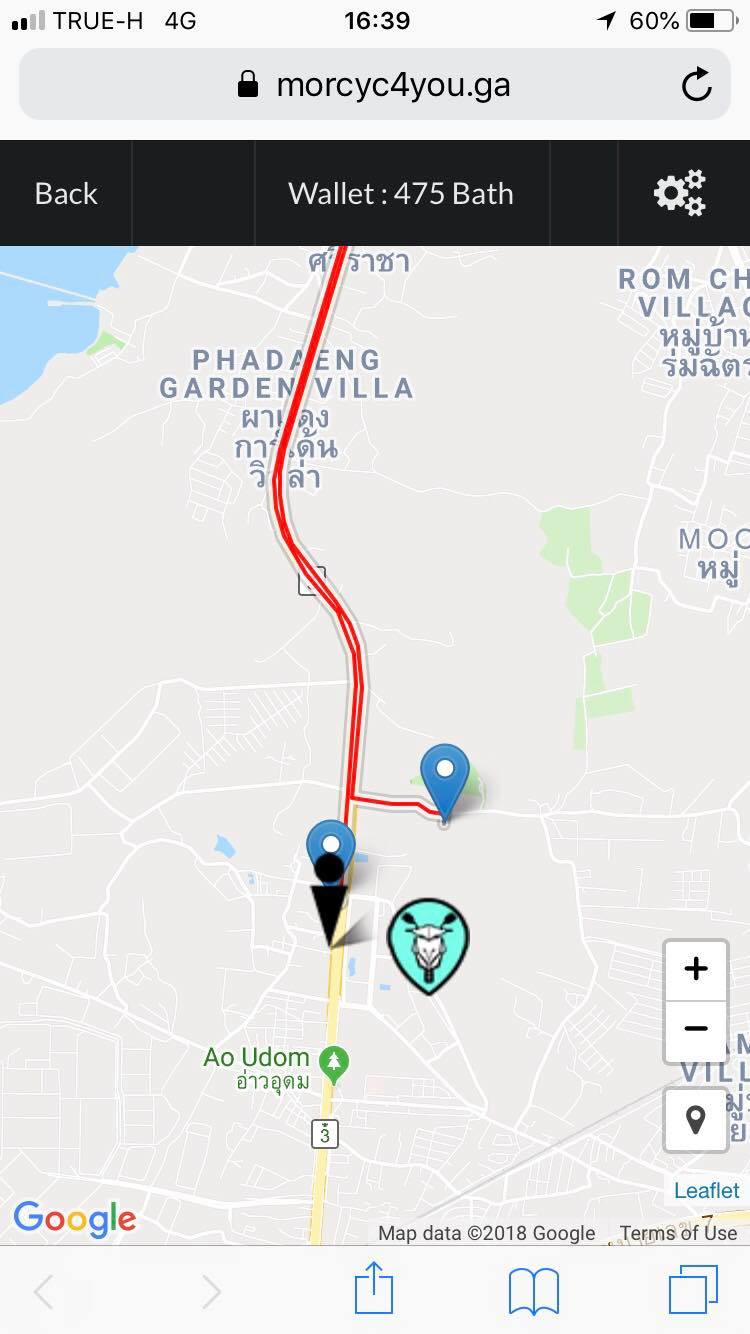 TRUE-H 4G 16:39 60%
morcyc4you.ga
Back Wallet : 475 Bath
ราชา
ROM CH
VILLAG
หมู่บ้าน
ร่มฉัตร
PHADAENG
GARDEN VILLA
ผาแดง
การ์เด้น
วิลล่า
MOO
หมู่
+
−
Ao Udom
อ่าวอุดม
3
VILL
Leaflet
Google
Map data ©2018 Google Terms of Use
7